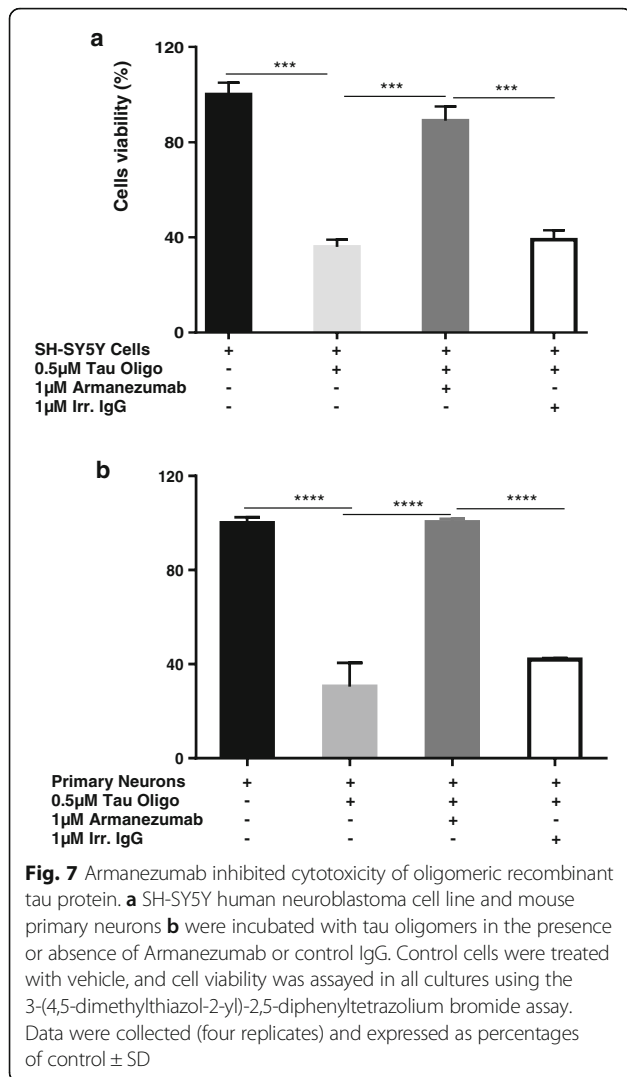 a
120
***
***
***
80
40
0
Cells viability (%)
SH-SY5Y Cells + + + +
0.5µM Tau Oligo - + + +
1µM Armanezumab - - + -
1µM Irr. IgG - - - +
b
120
****
****
****
80
40
0
Primary Neurons + + + +
0.5µM Tau Oligo - + + +
1µM Armanezumab - - + -
1µM Irr. IgG - - - +
Fig. 7 Armanezumab inhibited cytotoxicity of oligomeric recombinant
tau protein. a SH-SY5Y human neuroblastoma cell line and mouse
primary neurons b were incubated with tau oligomers in the presence
or absence of Armanezumab or control IgG. Control cells were treated
with vehicle, and cell viability was assayed in all cultures using the
3-(4,5-dimethylthiazol-2-yl)-2,5-diphenyltetrazolium bromide assay.
Data were collected (four replicates) and expressed as percentages
of control ± SD